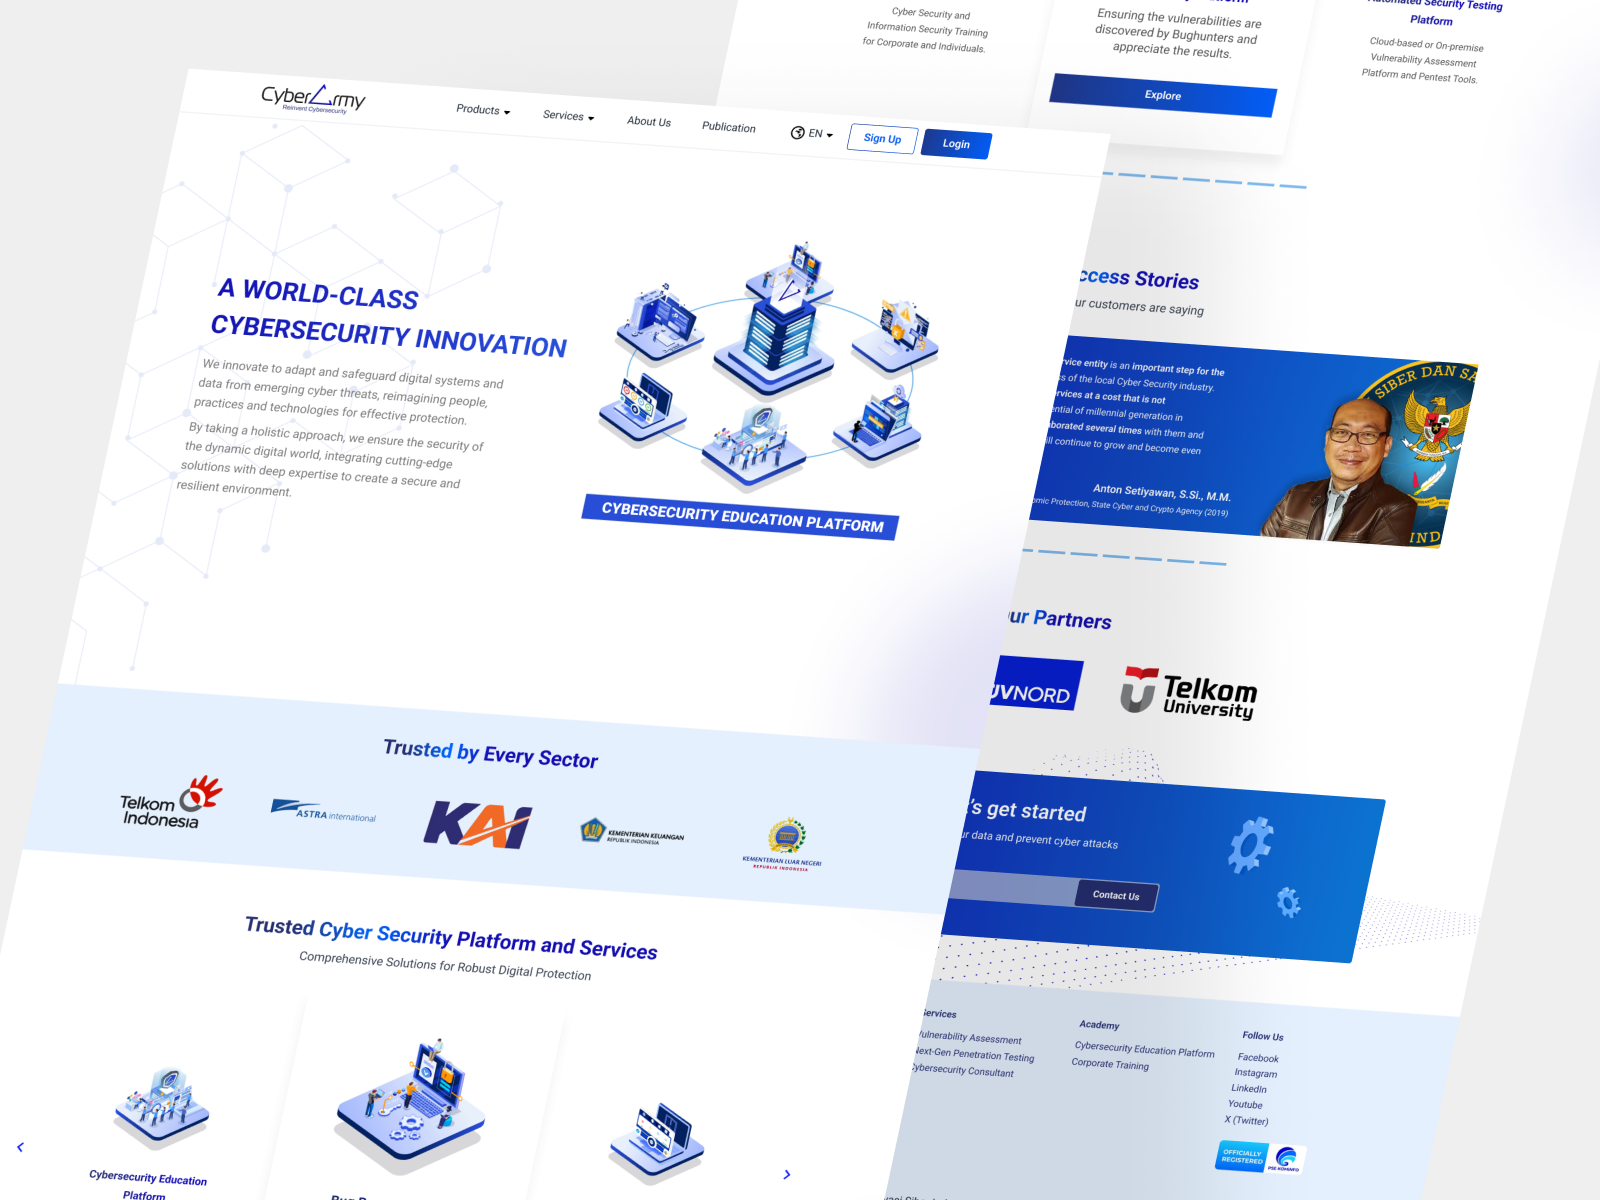 CyberArmy
Reinvent Cybersecurity
Products
Services
About Us
Publication
EN
Sign Up
Login
A WORLD-CLASS
CYBERSECURITY INNOVATION
We innovate to adapt and safeguard digital systems and
data from emerging cyber threats, reimagining people,
practices and technologies for effective protection.
By taking a holistic approach, we ensure the security of
the dynamic digital world, integrating cutting-edge
solutions with deep expertise to create a secure and
resilient environment.
CYBERSECURITY EDUCATION PLATFORM
Trusted by Every Sector
Telkom
Indonesia
ASTRA international
KAI
KEMENTERIAN KEUANGAN
REPUBLIK INDONESIA
KEMENTERIAN LUAR NEGERI
REPUBLIK INDONESIA
Trusted Cyber Security Platform and Services
Comprehensive Solutions for Robust Digital Protection
Cybersecurity Education
Platform
Cyber Security and
Information Security Training
for Corporate and Individuals.
Ensuring the vulnerabilities are
discovered by Bughunters and
appreciate the results.
Explore
Automated Security Testing
Platform
Cloud-based or On-premise
Vulnerability Assessment
Platform and Pentest Tools.
ccess Stories
ur customers are saying
rvice entity is an important step for the
ss of the local Cyber Security industry.
ervices at a cost that is not
ential of millennial generation in
aborated several times with them and
ill continue to grow and become even
Anton Setiyawan, S.Si., M.M.
omic Protection, State Cyber and Crypto Agency (2019)
SIBER DAN SA
IND
ur Partners
UVNORD
Telkom
University
's get started
ur data and prevent cyber attacks
Contact Us
Services
Vulnerability Assessment
Next-Gen Penetration Testing
Cybersecurity Consultant
Academy
Cybersecurity Education Platform
Corporate Training
Follow Us
Facebook
Instagram
LinkedIn
Youtube
X (Twitter)
OFFICIALLY
REGISTERED
PSE KOMINFO